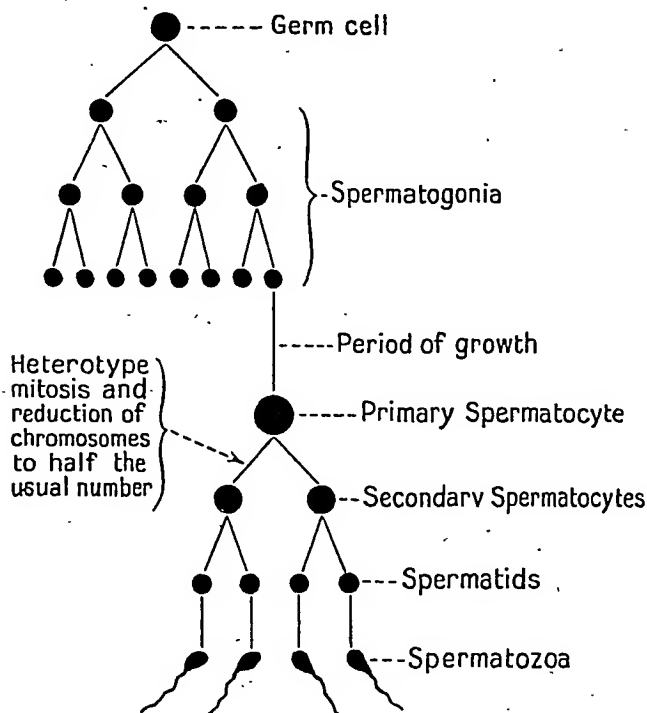 Germ cell
Spermatogonia
Period of growth
Heterotype
mitosis and
reduction of
chromosomes
to half the
usual number
Primary Spermatocyte
Secondary Spermatocytes
Spermatids
Spermatozoa